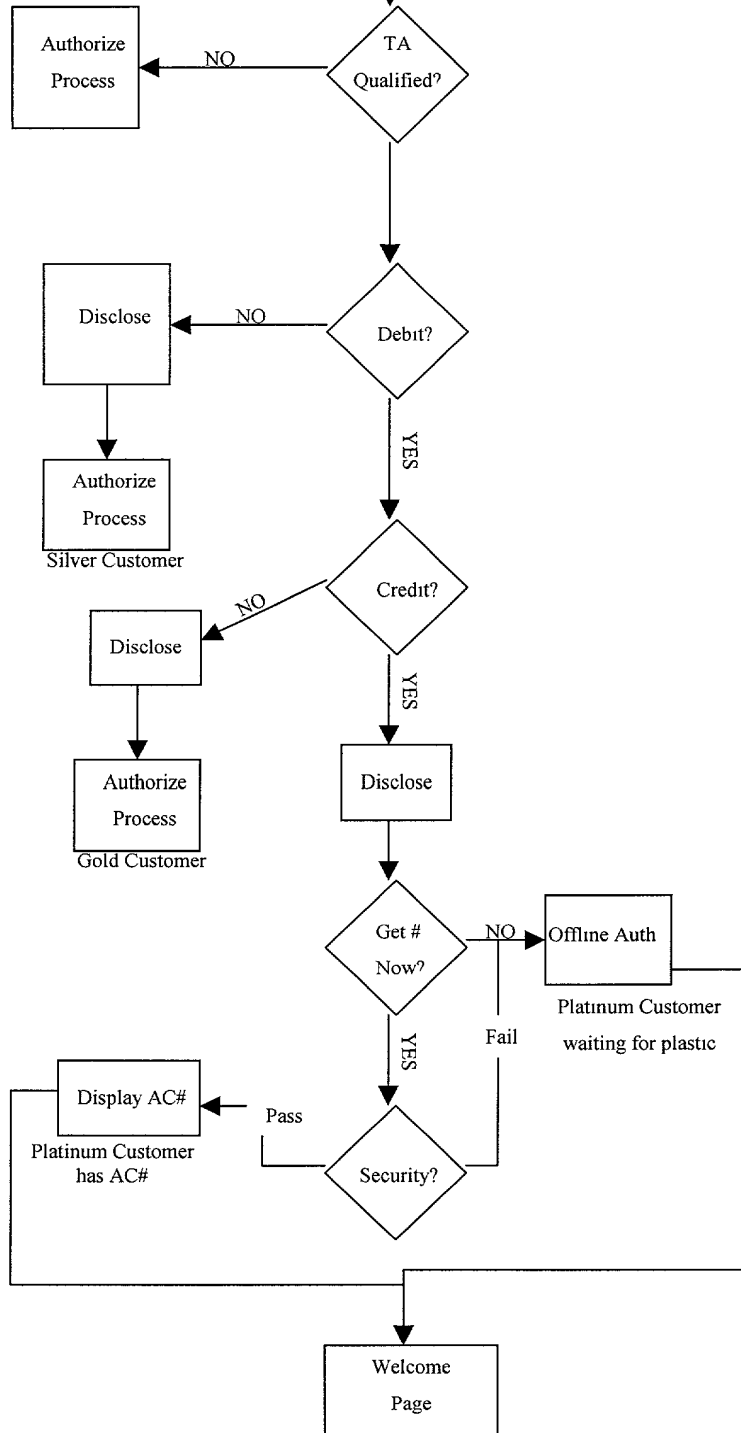 TA
Qualified?
NO
Authorize
Process
Debit?
NO
Disclose
YES
Authorize
Process
Silver Customer
Credit?
NO
Disclose
YES
Authorize
Process
Gold Customer
Disclose
Get #
Now?
NO
Offline Auth
Platinum Customer
waiting for plastic
Fail
YES
Display AC#
Pass
Platinum Customer
has AC#
Security?
Welcome
Page